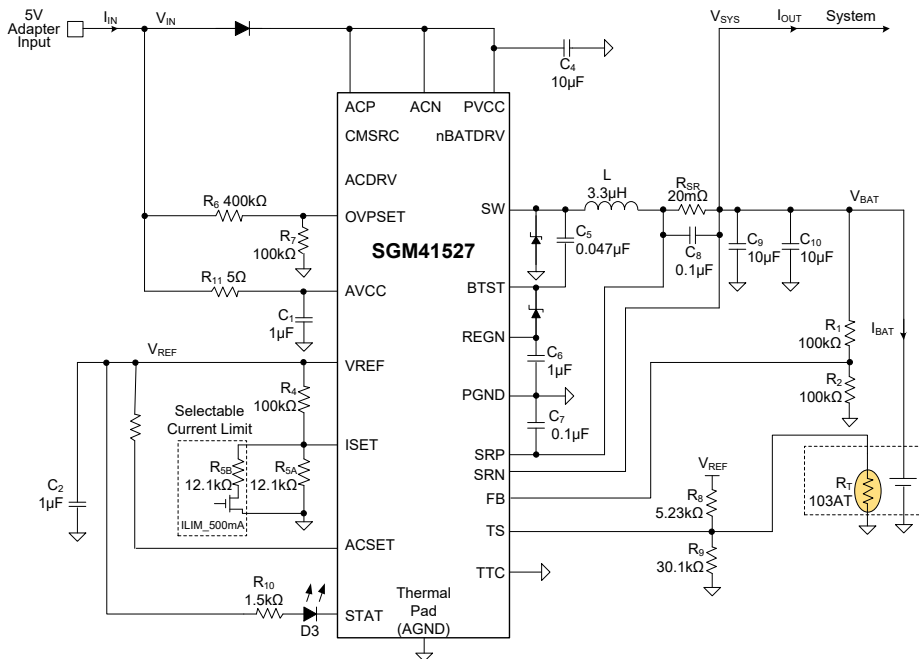 5V
Adapter
Input
I_IN
V_IN
V_SYS
I_OUT
System
C4
10μF
ACP
ACN
PVCC
CMSRC
nBATDRV
ACDRV
R6 400kΩ
OVPSET
R7
100kΩ
SGM41527
SW
L
3.3μH
R_SR
20mΩ
V_BAT
C5
0.047μF
C8
0.1μF
C9
10μF
C10
10μF
R11 5Ω
AVCC
C1
1μF
BTST
REGN
C6
1μF
R1
100kΩ
I_BAT
V_REF
VREF
R4
100kΩ
PGND
C7
0.1μF
R2
100kΩ
Selectable
Current Limit
ISET
R5B
12.1kΩ
R5A
12.1kΩ
ILIM_500mA
SRP
SRN
FB
V_REF
R8
5.23kΩ
R_T
103AT
C2
1μF
TS
R9
30.1kΩ
ACSET
TTC
R10
1.5kΩ
D3
STAT
Thermal
Pad
(AGND)